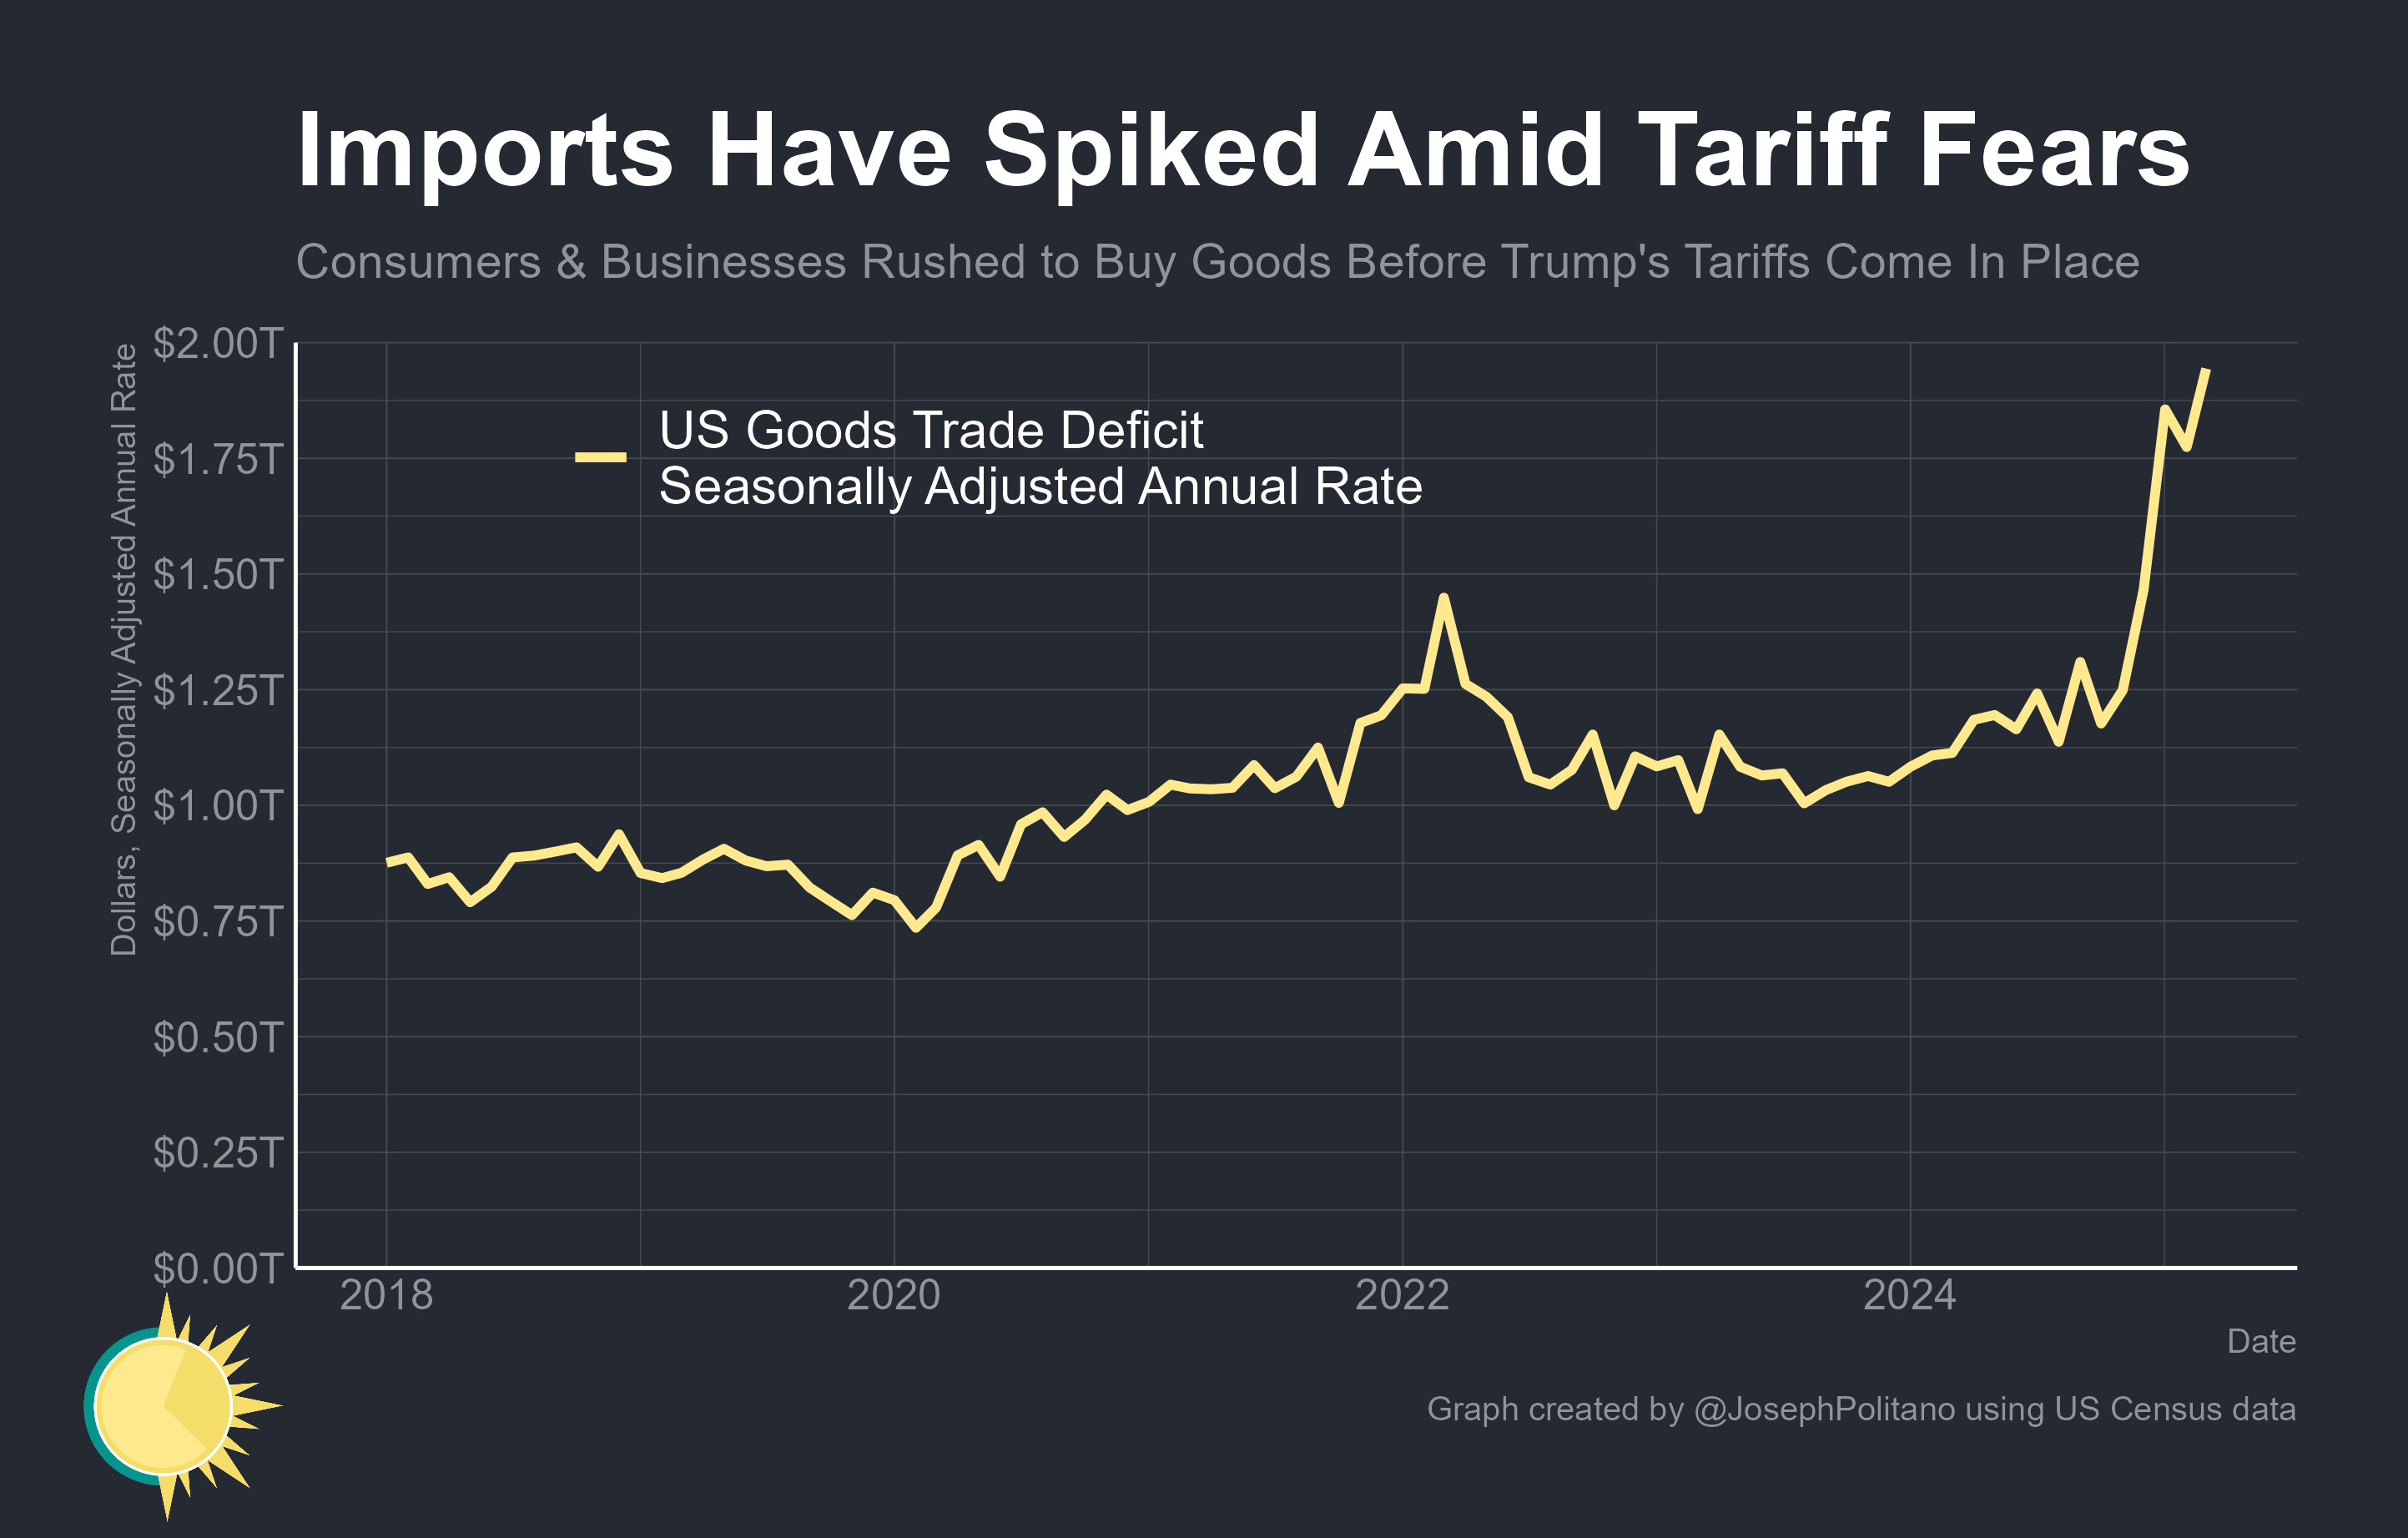 Imports Have Spiked Amid Tariff Fears
Consumers & Businesses Rushed to Buy Goods Before Trump's Tariffs Come In Place
Dollars, Seasonally Adjusted Annual Rate
$2.00T
$1.75T
$1.50T
$1.25T
$1.00T
$0.75T
$0.50T
$0.25T
$0.00T
US Goods Trade Deficit
Seasonally Adjusted Annual Rate
2018
2020
2022
2024
Date
Graph created by @JosephPolitano using US Census data